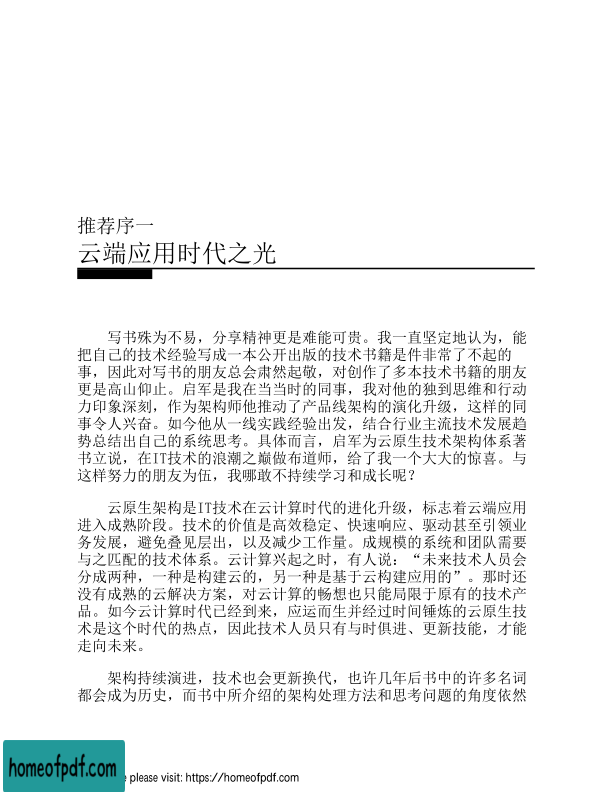 推荐序一
云端应用时代之光
写书殊为不易，分享精神更是难能可贵。我一直坚定地认为，能
把自己的技术经验写成一本公开出版的技术书籍是件非常了不起的
事，因此对写书的朋友总会肃然起敬，对创作了多本技术书籍的朋友
更是高山仰止。启军是我在当当时的同事，我对他的独到思维和行动
力印象深刻，作为架构师他推动了产品线架构的演化升级，这样的同
事令人兴奋。如今他从一线实践经验出发，结合行业主流技术发展趋
势总结出自己的系统思考。具体而言，启军为云原生技术架构体系著
书立说，在IT技术的浪潮之巅做布道师，给了我一个大大的惊喜。与
这样努力的朋友为伍，我哪敢不持续学习和成长呢？
云原生架构是IT技术在云计算时代的进化升级，标志着云端应用
进入成熟阶段。技术的价值是高效稳定、快速响应、驱动甚至引领业
务发展，避免叠见层出，以及减少工作量。成规模的系统和团队需要
与之匹配的技术体系。云计算兴起之时，有人说：“未来技术人员会
分成两种，一种是构建云的，另一种是基于云构建应用的”。那时还
没有成熟的云解决方案，对云计算的畅想也只能局限于原有的技术产
品。如今云计算时代已经到来，应运而生并经过时间锤炼的云原生技
术是这个时代的热点，因此技术人员只有与时俱进、更新技能，才能
走向未来。
架构持续演进，技术也会更新换代，也许几年后书中的许多名词
都会成为历史，而书中所介绍的架构处理方法和思考问题的角度依然
homeofpdf.com
e please visit: https://homeofpdf.com